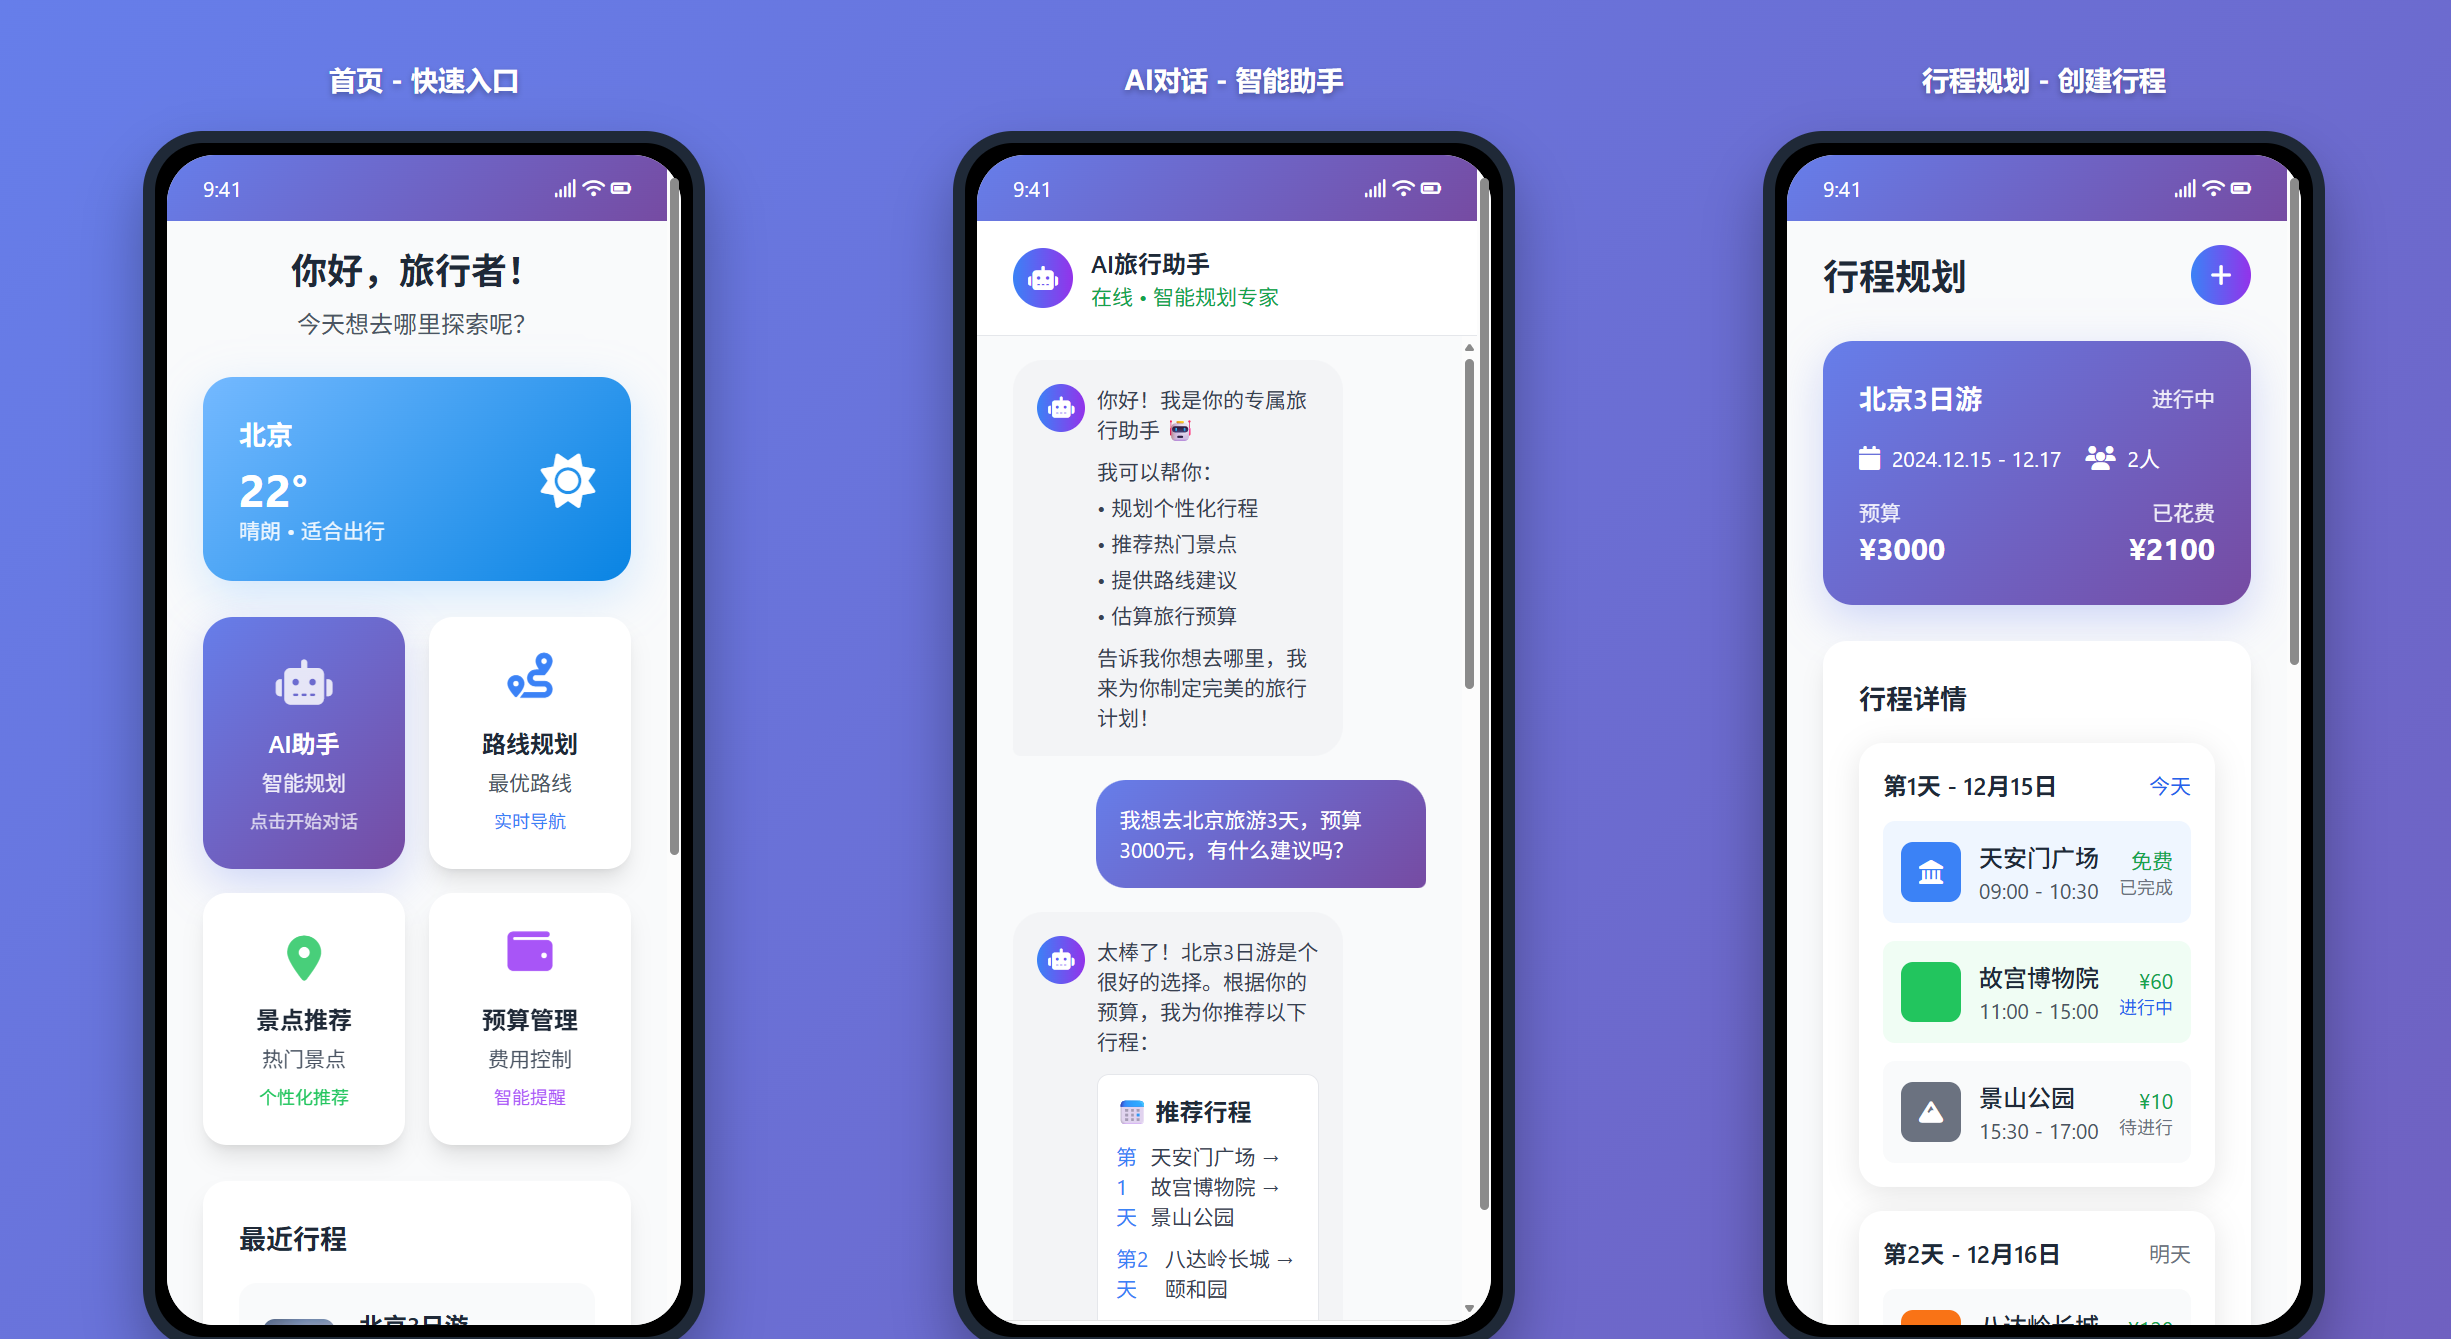 首页 - 快速入口
9:41
你好，旅行者！
今天想去哪里探索呢？
北京
22°
晴朗 • 适合出行
AI助手
智能规划
点击开始对话
路线规划
最优路线
实时导航
景点推荐
热门景点
个性化推荐
预算管理
费用控制
智能提醒
最近行程
北京3日游
AI对话 - 智能助手
9:41
AI旅行助手
在线 • 智能规划专家
你好！我是你的专属旅
行助手
我可以帮你：
• 规划个性化行程
• 推荐热门景点
• 提供路线建议
• 估算旅行预算
告诉我你想去哪里，我
来为你制定完美的旅行
计划！
我想去北京旅游3天，预算
3000元，有什么建议吗？
太棒了！北京3日游是个
很好的选择。根据你的
预算，我为你推荐以下
行程：
推荐行程
第 天安门广场 →
1 故宫博物院 →
天 景山公园
第2 八达岭长城 →
天 颐和园
行程规划 - 创建行程
9:41
行程规划
北京3日游 进行中
2024.12.15 - 12.17 2人
预算 已花费
¥3000 ¥2100
行程详情
第1天 - 12月15日 今天
天安门广场 免费
09:00 - 10:30 已完成
故宫博物院 ¥60
11:00 - 15:00 进行中
景山公园 ¥10
15:30 - 17:00 待进行
第2天 - 12月16日 明天
八达岭长城